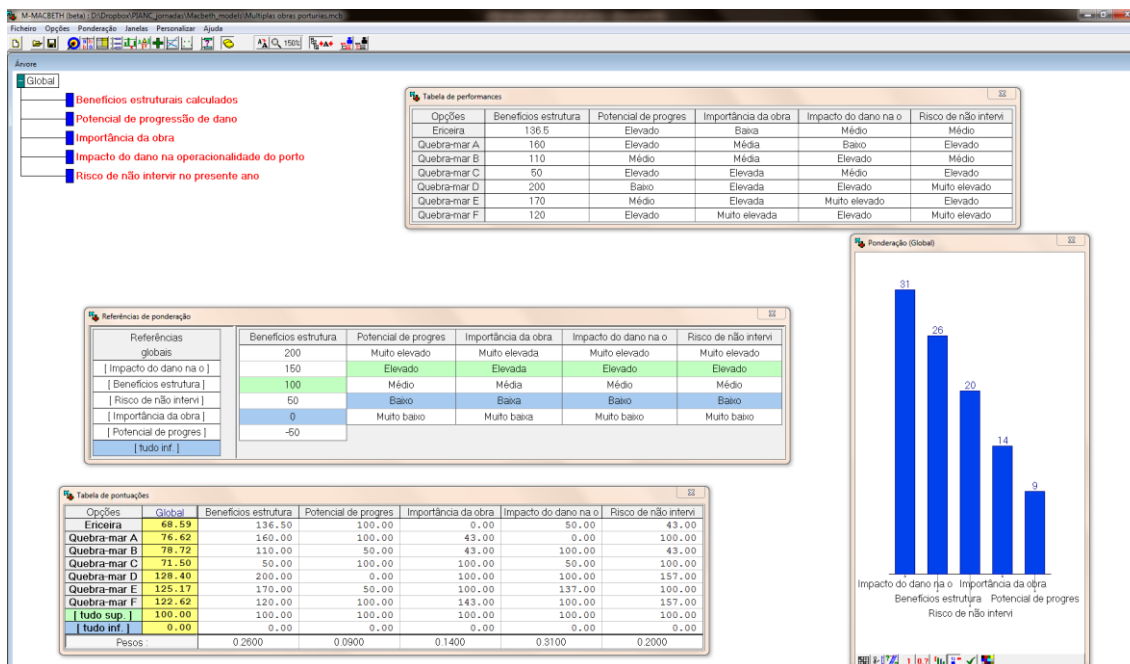 M-MACBETH (beta) : D:\Dropbox\PIANC_jornadas\Macbeth_models\Multiplas obras porturias.mcb
Ficheiro Opções Ponderação Janelas Personalizar Ajuda
150%
Árvore
Global
Benefícios estruturais calculados
Potencial de progressão de dano
Importância da obra
Impacto do dano na operacionalidade do porto
Risco de não intervir no presente ano
Tabela de performances
Opções Benefícios estrutura Potencial de progres Importância da obra Impacto do dano na o Risco de não intervi
Ericeira 136.5 Elevado Baixa Médio Médio
Quebra-mar A 160 Elevado Média Baixo Elevado
Quebra-mar B 110 Médio Média Elevado Médio
Quebra-mar C 50 Elevado Elevada Médio Elevado
Quebra-mar D 200 Baixo Elevada Elevado Muito elevado
Quebra-mar E 170 Médio Elevada Muito elevado Elevado
Quebra-mar F 120 Elevado Muito elevada Elevado Muito elevado
Referências de ponderação
Referências globais Benefícios estrutura Potencial de progres Importância da obra Impacto do dano na o Risco de não intervi
200 Muito elevado Muito elevada Muito elevado Muito elevado
[ Impacto do dano na o ] 150 Elevado Elevada Elevado Elevado
[ Benefícios estrutura ] 100 Médio Média Médio Médio
[ Risco de não intervi ] 50 Baixo Baixa Baixo Baixo
[ Importância da obra ] 0 Muito baixo Muito baixa Muito baixo Muito baixo
[ Potencial de progres ] -50
[ tudo inf. ]
Tabela de pontuações
Opções Global Benefícios estrutura Potencial de progres Importância da obra Impacto do dano na o Risco de não intervi
Ericeira 68.59 136.50 100.00 0.00 50.00 43.00
Quebra-mar A 76.62 160.00 100.00 43.00 0.00 100.00
Quebra-mar B 78.72 110.00 50.00 43.00 100.00 43.00
Quebra-mar C 71.50 50.00 100.00 100.00 50.00 100.00
Quebra-mar D 128.40 200.00 0.00 100.00 100.00 157.00
Quebra-mar E 125.17 170.00 50.00 100.00 137.00 100.00
Quebra-mar F 122.62 120.00 100.00 143.00 100.00 157.00
[ tudo sup. ] 100.00 100.00 100.00 100.00 100.00 100.00
[ tudo inf. ] 0.00 0.00 0.00 0.00 0.00 0.00
Pesos : 0.2600 0.0900 0.1400 0.3100 0.2000
Ponderação (Global)
31
26
20
14
9
Impacto do dano na o Importância da obra
Benefícios estrutura Potencial de progres
Risco de não intervi